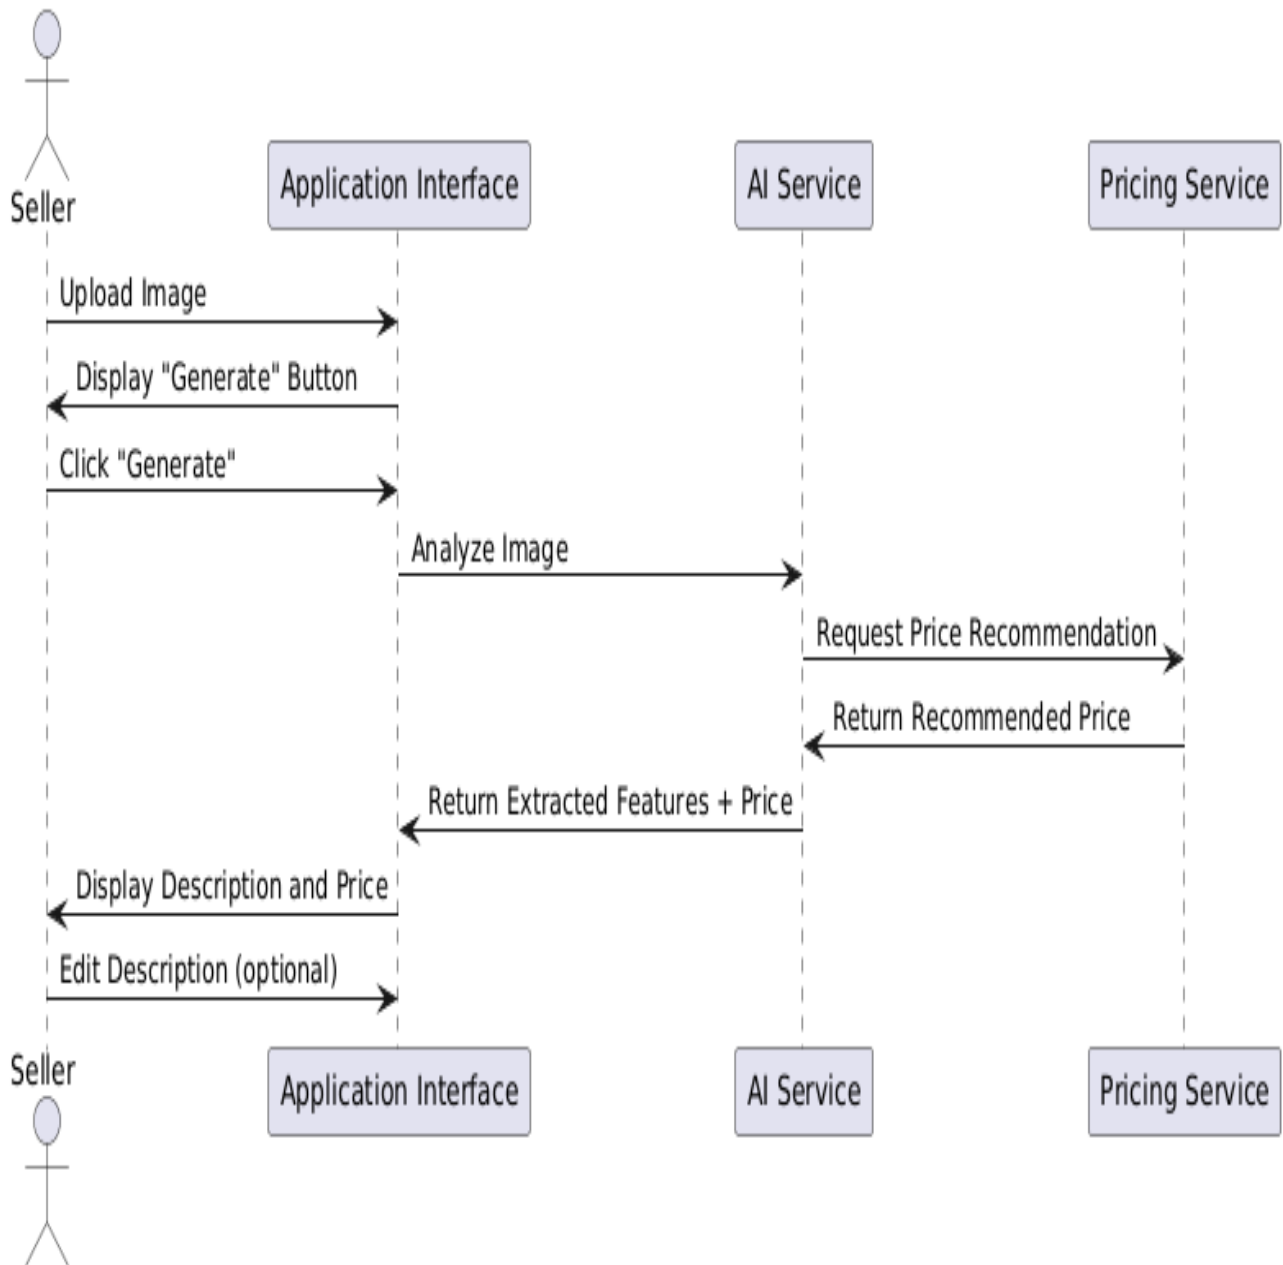 Seller
Application Interface
AI Service
Pricing Service
Upload Image
Display "Generate" Button
Click "Generate"
Analyze Image
Request Price Recommendation
Return Recommended Price
Return Extracted Features + Price
Display Description and Price
Edit Description (optional)
Seller
Application Interface
AI Service
Pricing Service